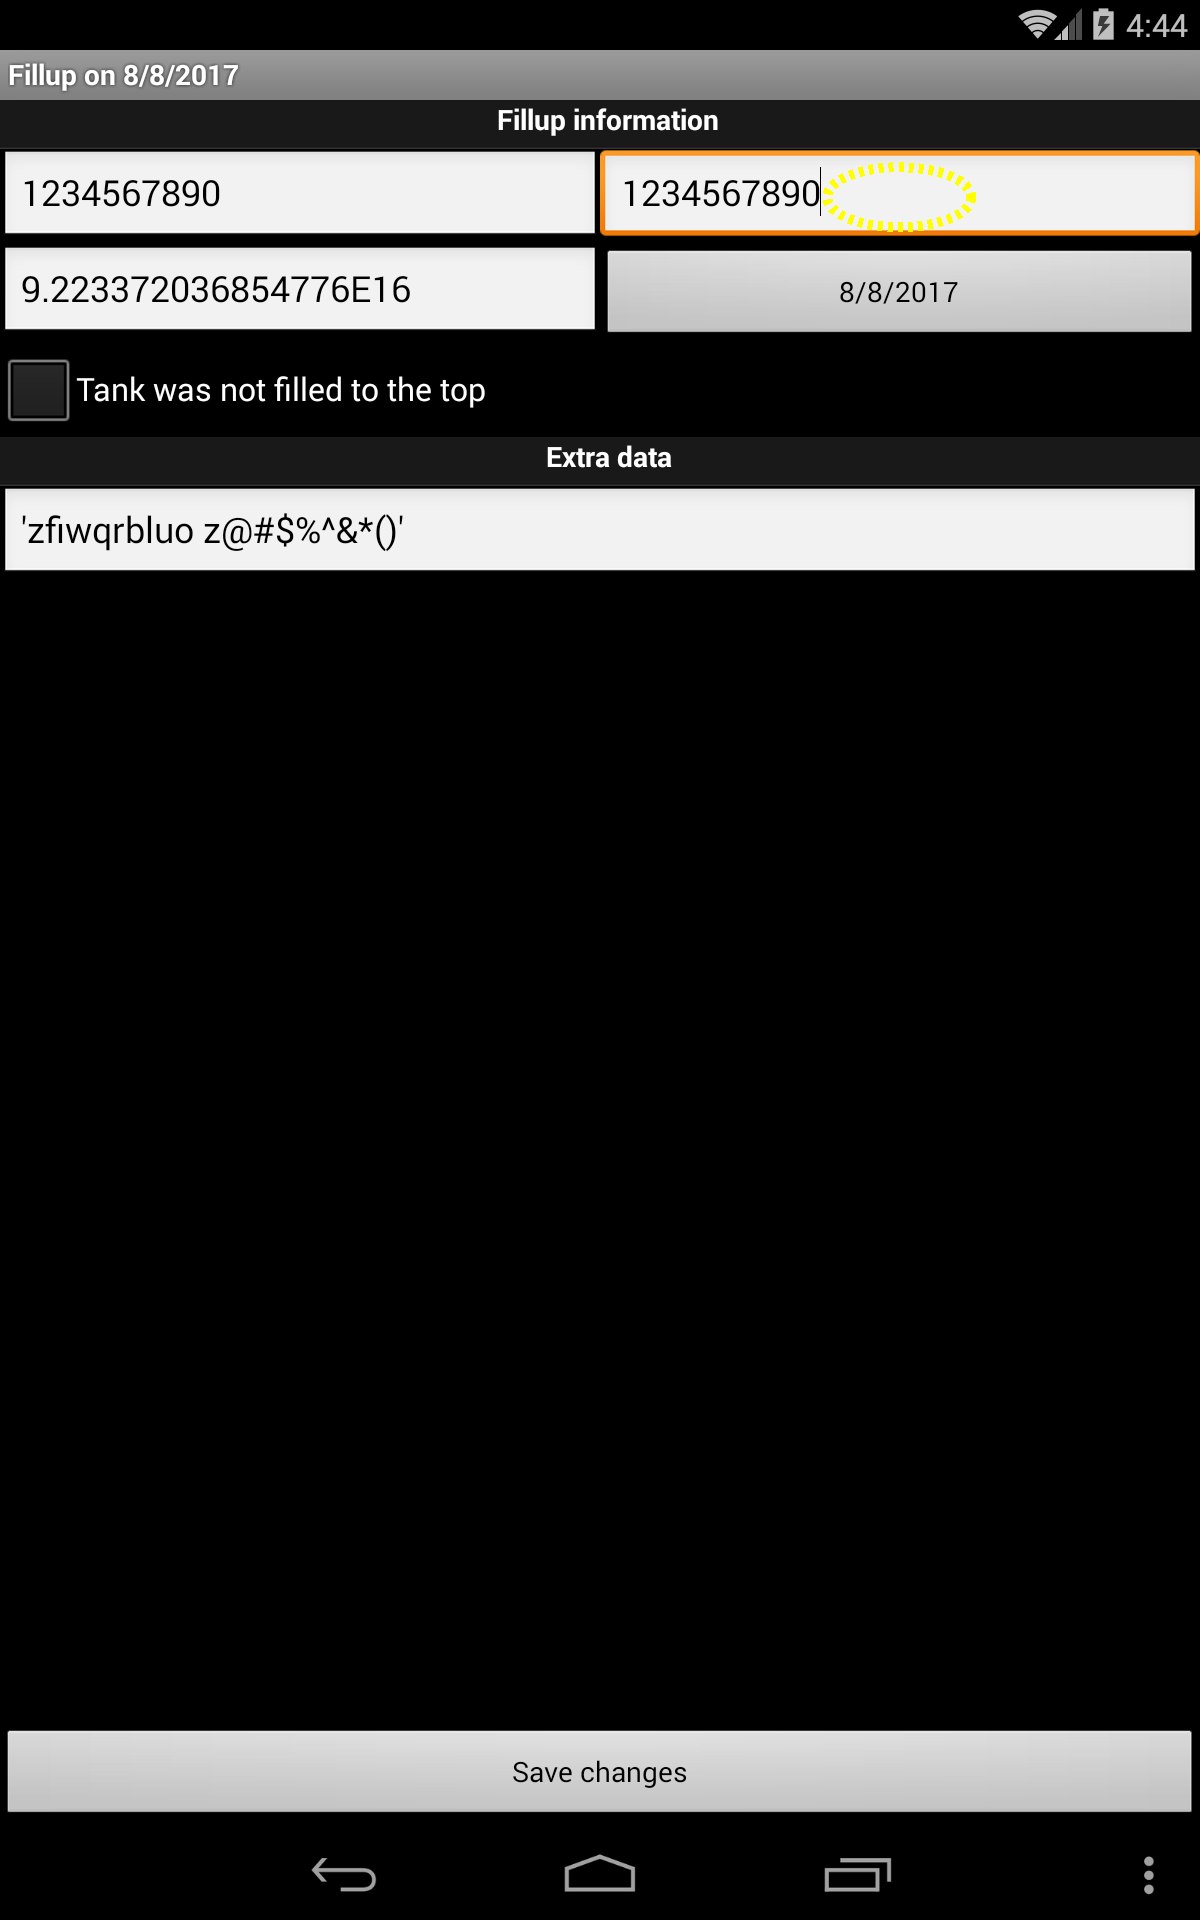 4:44
Fillup on 8/8/2017
Fillup information
1234567890 1234567890
9.223372036854776E16 8/8/2017
Tank was not filled to the top
Extra data
'zfiwqrbluo z@#$%^&*()'
Save changes